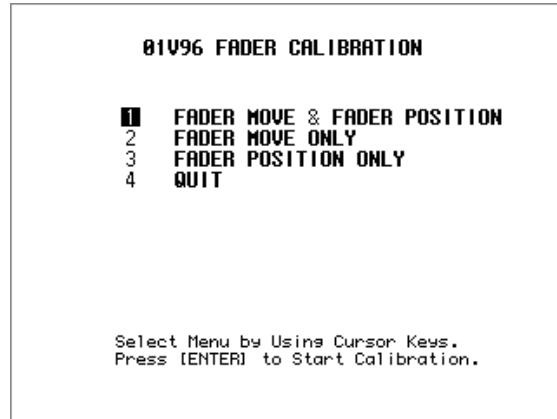 01V96 FADER CALIBRATION
1 FADER MOVE & FADER POSITION
2 FADER MOVE ONLY
3 FADER POSITION ONLY
4 QUIT
Select Menu by Using Cursor Keys.
Press [ENTER] to Start Calibration.